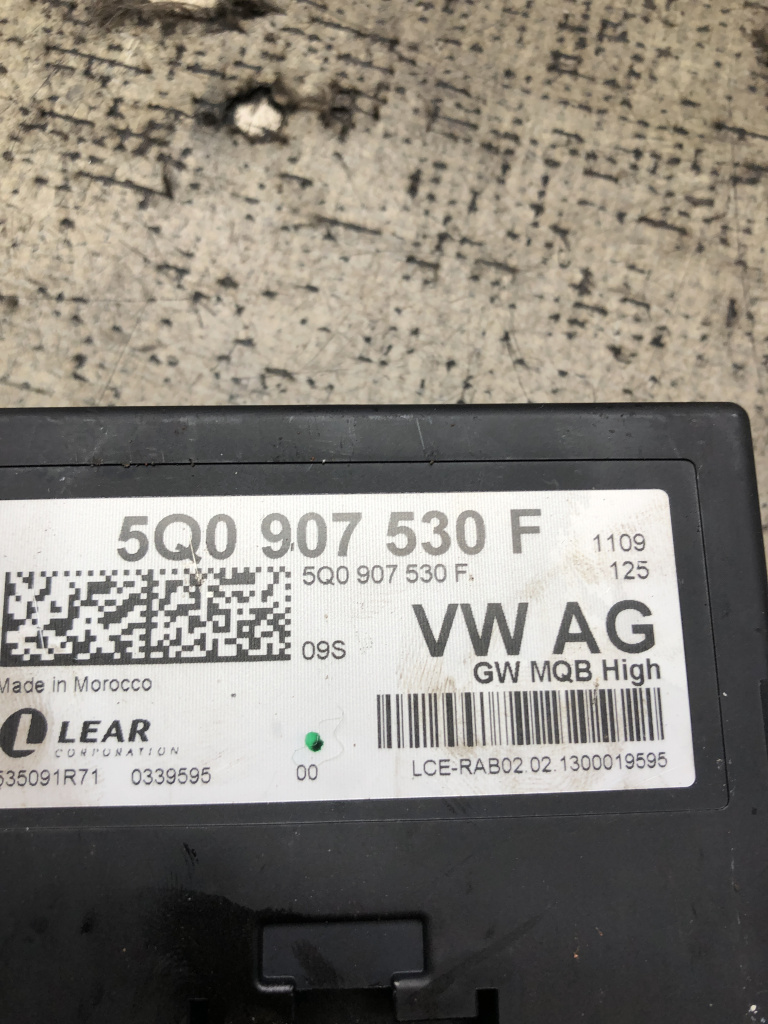 5Q0 907 530 F
1109
5Q0 907 530 F.
125
09S
VW AG
GW MQB High
Made in Morocco
LEAR
CORPORATION
535091R71 0339595 00
LCE-RAB02.02.1300019595